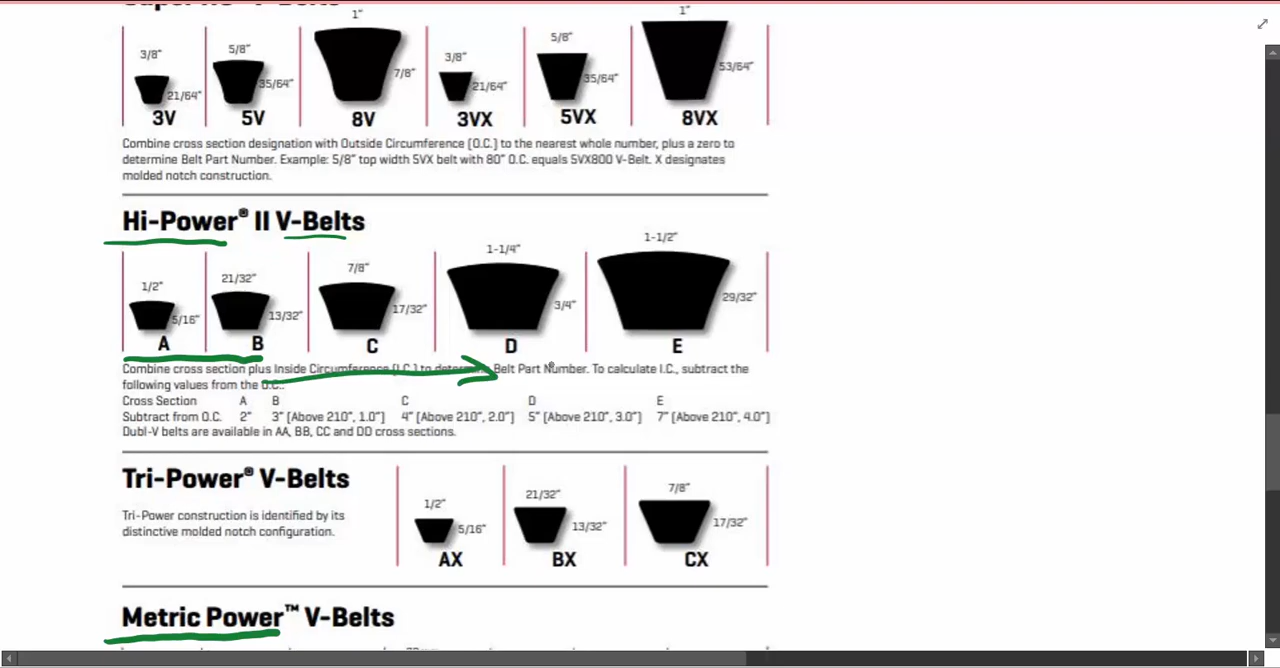 1"
1"
3/8"
5/8"
7/8"
3/8"
5/8"
53/64"
21/64"
35/64"
21/64"
35/64"
3V
5V
8V
3VX
5VX
8VX
Combine cross section designation with Outside Circumference (O.C.) to the nearest whole number, plus a zero to
determine Belt Part Number. Example: 5/8" top width 5VX belt with 80" O.C. equals 5VX800 V-Belt. X designates
molded notch construction.
Hi-Power® II V-Belts
1/2"
21/32"
7/8"
1-1/4"
1-1/2"
5/16"
13/32"
17/32"
3/4"
29/32"
A
B
C
D
E
Combine cross section plus Inside Circumference (I.C.) to determine Belt Part Number. To calculate I.C., subtract the
following values from the O.C.:
Cross Section A B C D E
Subtract from O.C. 2" 3" (Above 210", 1.0") 4" (Above 210", 2.0") 5" (Above 210", 3.0") 7" (Above 210", 4.0")
Dubl-V belts are available in AA, BB, CC and DD cross sections.
Tri-Power® V-Belts
Tri-Power construction is identified by its
distinctive molded notch configuration.
1/2"
21/32"
7/8"
5/16"
13/32"
17/32"
AX
BX
CX
Metric Power™ V-Belts